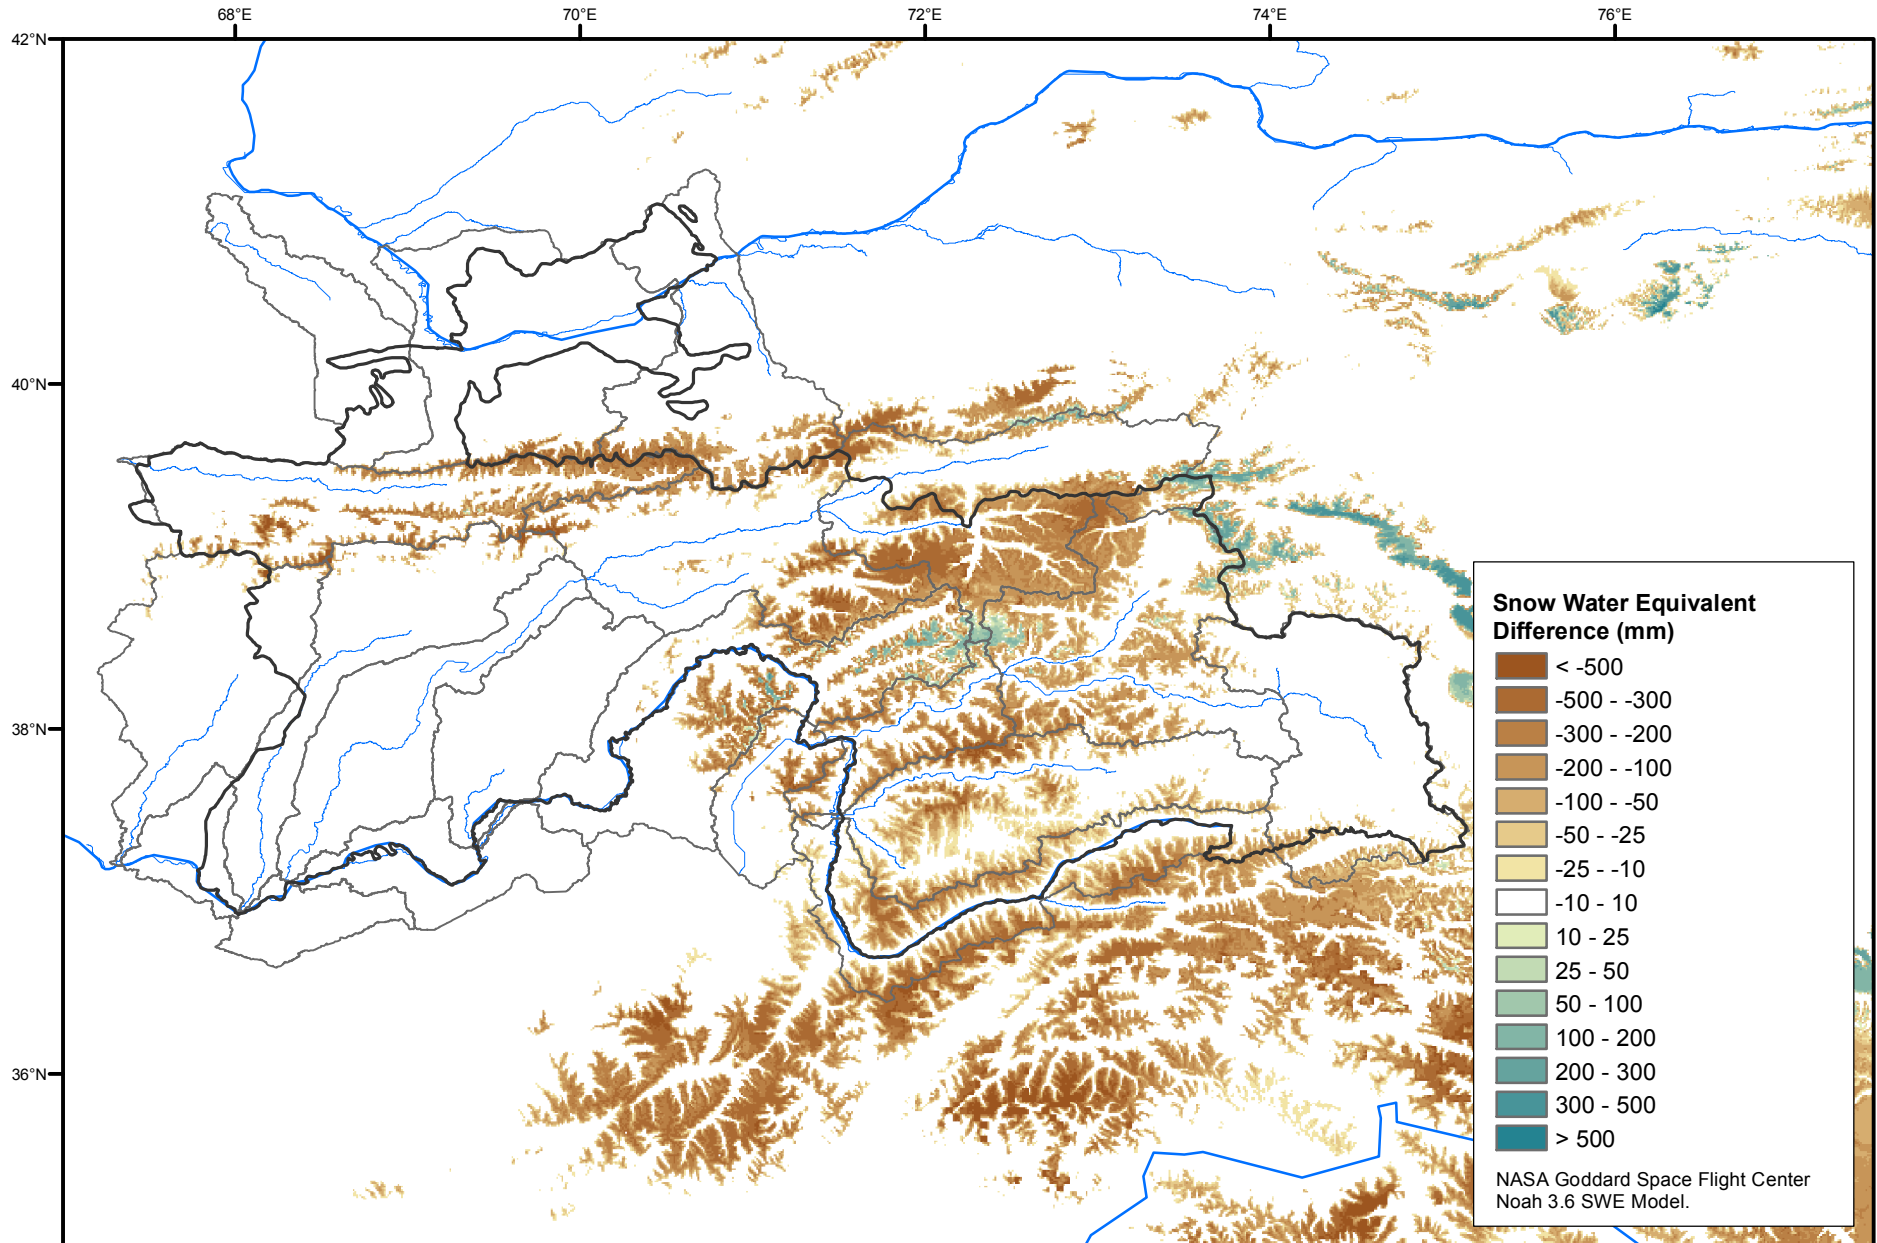 68°E
70°E
72°E
74°E
76°E
42°N
40°N
38°N
36°N
Snow Water Equivalent
Difference (mm)
< -500
-500 - -300
-300 - -200
-200 - -100
-100 - -50
-50 - -25
-25 - -10
-10 - 10
10 - 25
25 - 50
50 - 100
100 - 200
200 - 300
300 - 500
> 500
NASA Goddard Space Flight Center
Noah 3.6 SWE Model.